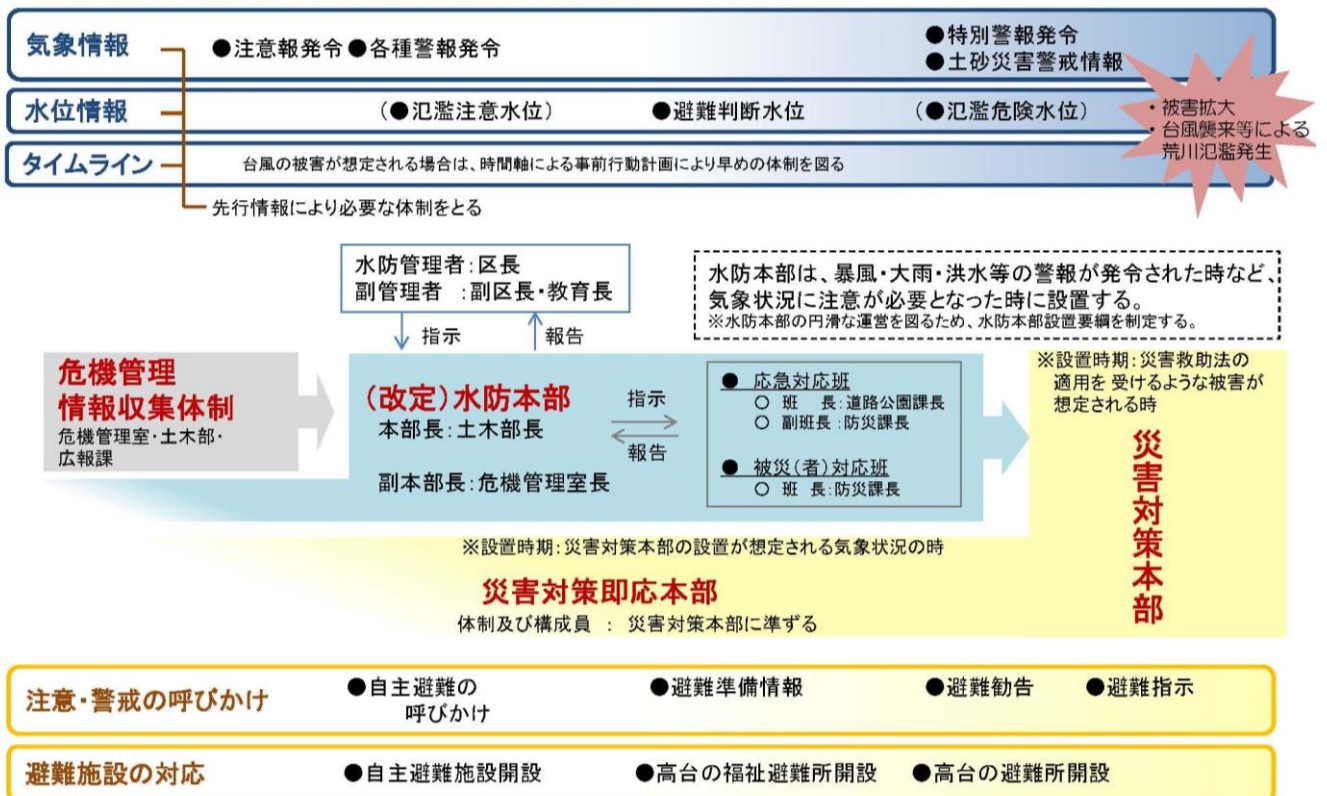 気象情報
●注意報発令 ●各種警報発令
●特別警報発令
●土砂災害警戒情報
水位情報
(●氾濫注意水位)
●避難判断水位
(●氾濫危険水位)
・被害拡大
・台風襲来等による
荒川氾濫発生
タイムライン
台風の被害が想定される場合は、時間軸による事前行動計画により早めの体制を図る
先行情報により必要な体制をとる
水防管理者:区長
副管理者 :副区長・教育長
指示
報告
水防本部は、暴風・大雨・洪水等の警報が発令された時など、
気象状況に注意が必要となった時に設置する。
※水防本部の円滑な運営を図るため、水防本部設置要綱を制定する。
危機管理
情報収集体制
危機管理室・土木部・
広報課
(改定)水防本部
本部長:土木部長
副本部長:危機管理室長
指示
報告
● 応急対応班
○ 班 長:道路公園課長
○ 副班長:防災課長
● 被災(者)対応班
○ 班 長:防災課長
※設置時期:災害救助法の
適用を 受けるような被害が
想定される時
災害対策本部
※設置時期:災害対策本部の設置が想定される気象状況の時
災害対策即応本部
体制及び構成員 : 災害対策本部に準ずる
注意・警戒の呼びかけ
●自主避難の
呼びかけ
●避難準備情報
●避難勧告
●避難指示
避難施設の対応
●自主避難施設開設
●高台の福祉避難所開設
●高台の避難所開設